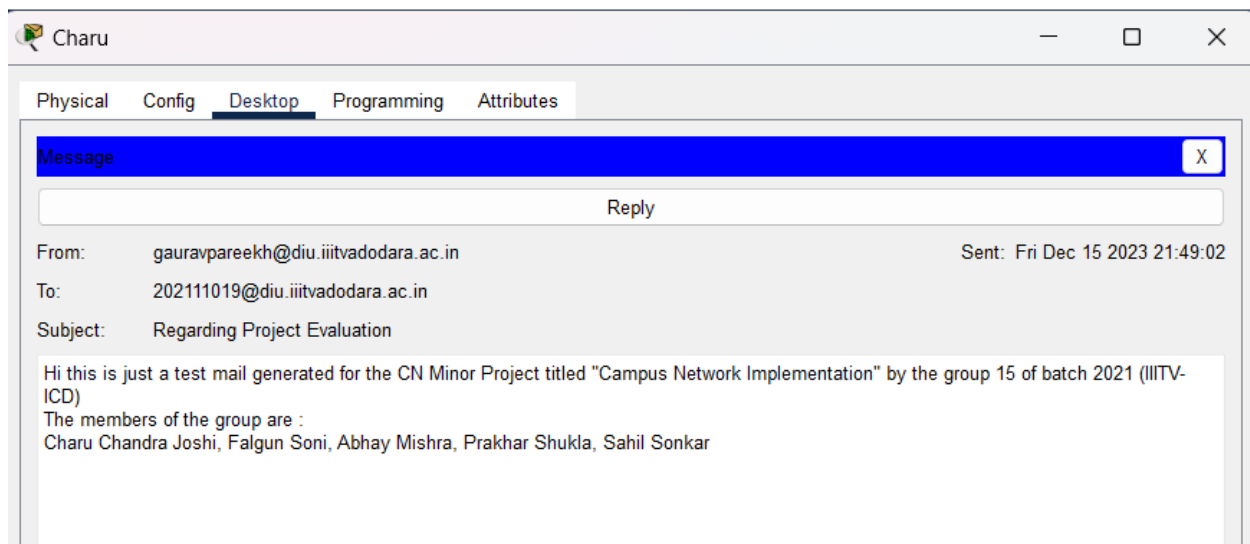 Charu
Physical Config Desktop Programming Attributes
Message X
Reply
From: gauravpareekh@diu.iiitvadodara.ac.in Sent: Fri Dec 15 2023 21:49:02
To: 202111019@diu.iiitvadodara.ac.in
Subject: Regarding Project Evaluation
Hi this is just a test mail generated for the CN Minor Project titled "Campus Network Implementation" by the group 15 of batch 2021 (IIITV-
ICD)
The members of the group are :
Charu Chandra Joshi, Falgun Soni, Abhay Mishra, Prakhar Shukla, Sahil Sonkar